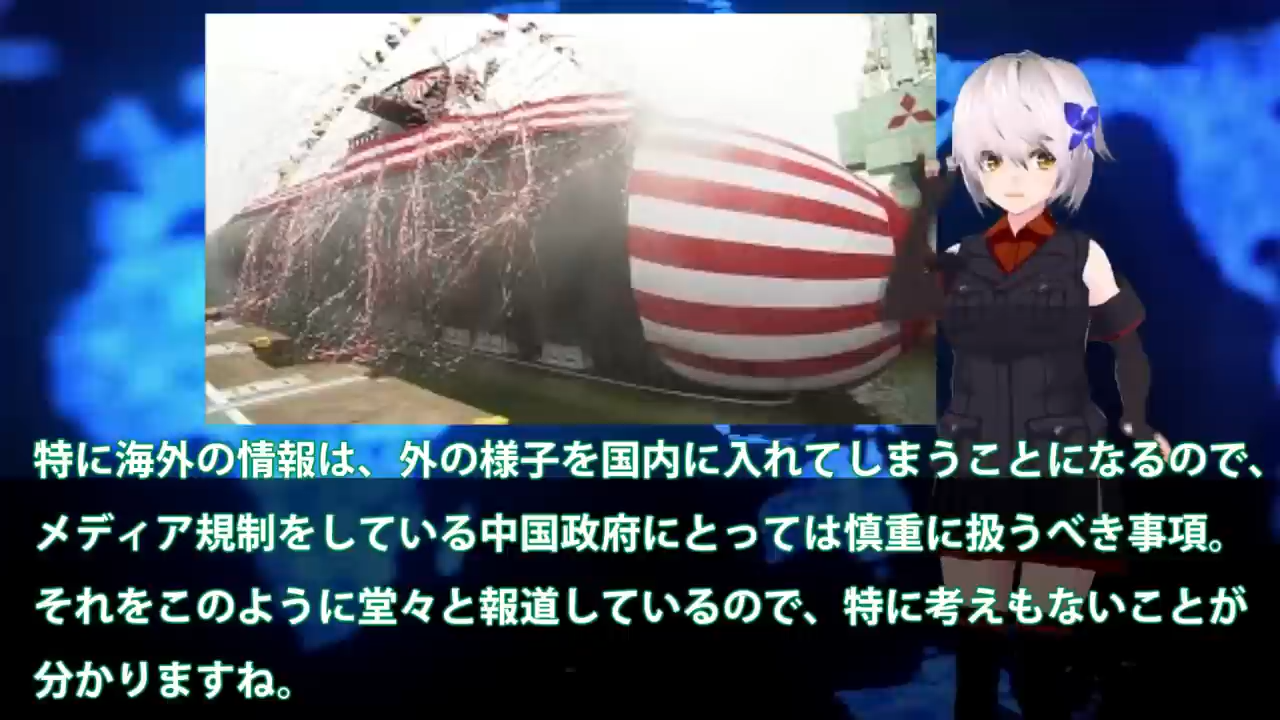 特に海外の情報は、外の様子を国内に入れてしまうことになるので、
メディア規制をしている中国政府にとっては慎重に扱うべき事項。
それをこのように堂々と報道しているので、特に考えもないことが
分かりますね。